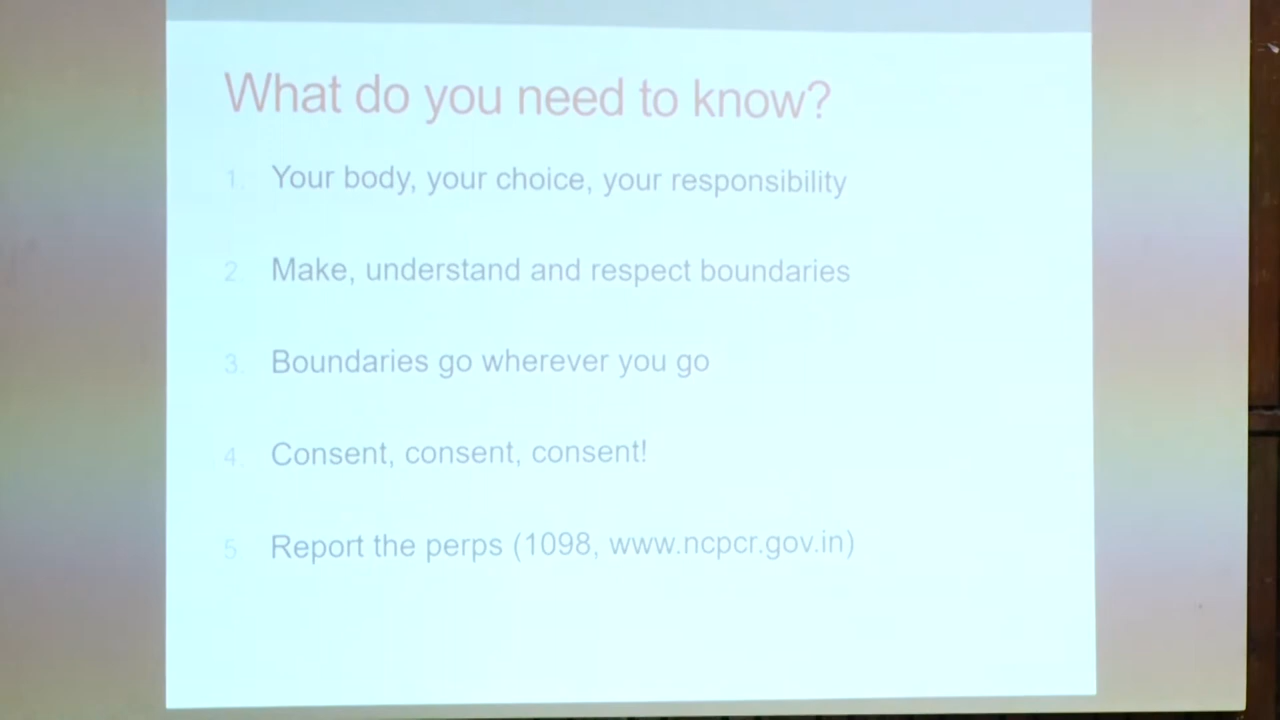 What do you need to know?
1. Your body, your choice, your responsibility
2. Make, understand and respect boundaries
3. Boundaries go wherever you go
4. Consent, consent, consent!
5. Report the perps (1098, www.ncpcr.gov.in)